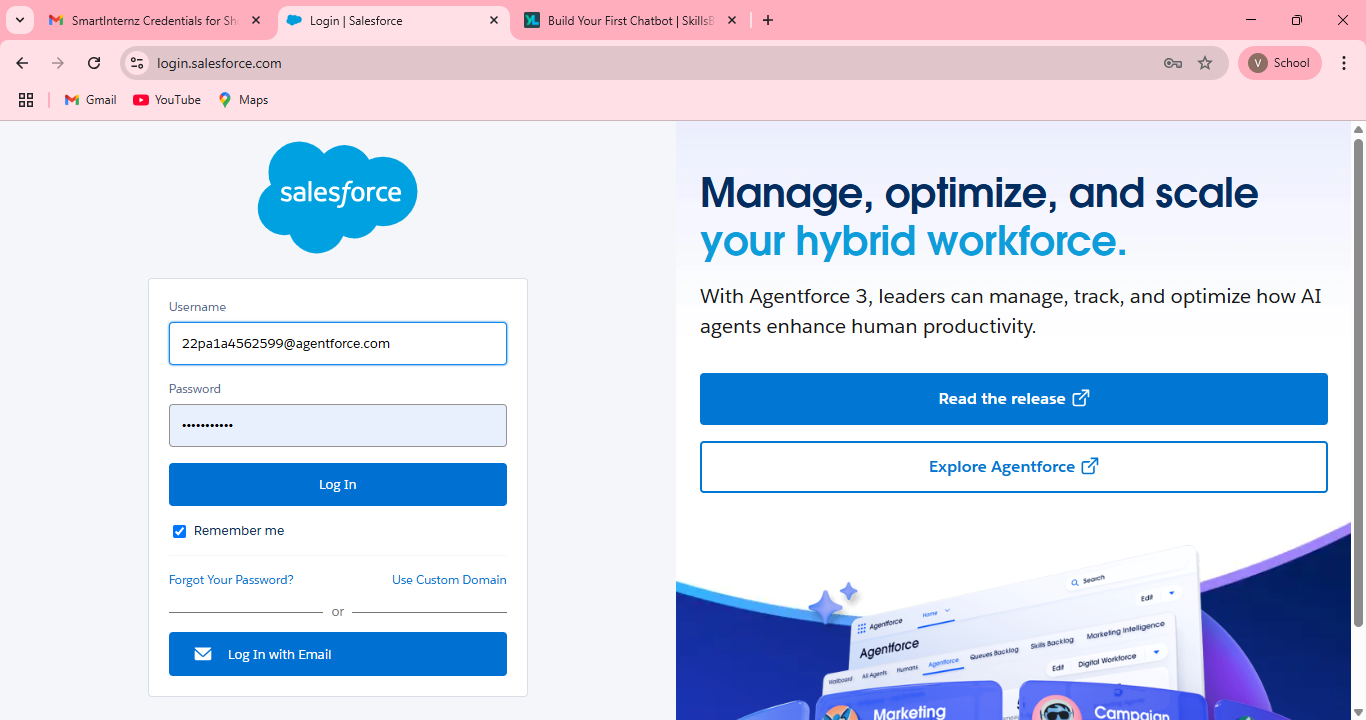 SmartInternz Credentials for Sh
Login | Salesforce
Build Your First Chatbot | SkillsB
login.salesforce.com
V
School
Gmail
YouTube
Maps
salesforce
Username
22pa1a4562599@agentforce.com
Password
•••••••••••
Log In
Remember me
Forgot Your Password?
Use Custom Domain
or
Log In with Email
Manage, optimize, and scale
your hybrid workforce.
With Agentforce 3, leaders can manage, track, and optimize how AI
agents enhance human productivity.
Read the release
Explore Agentforce
Search
Agentforce
Home
Edit
Agentforce
Wallboard
All Agents
Humans
Agentforce
Queues Backlog
Skills Backlog
Marketing Intelligence
Edit
Digital Workforce
Marketing
Campaign